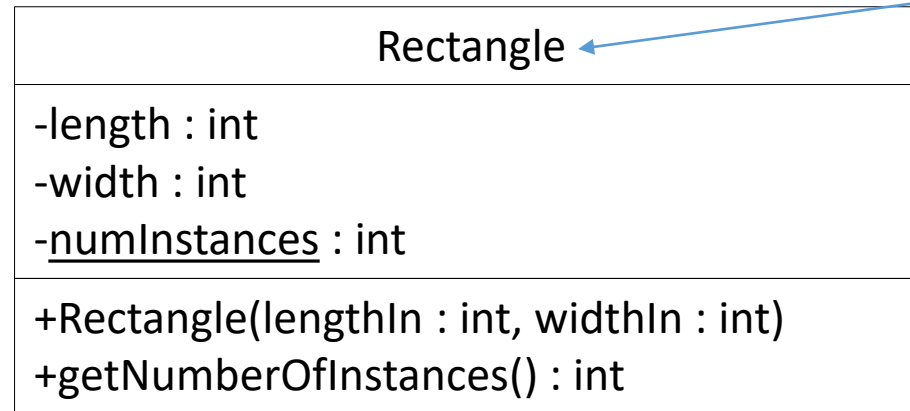 Rectangle
-length : int
-width : int
-numInstances : int
+Rectangle(lengthIn : int, widthIn : int)
+getNumberOfInstances() : int